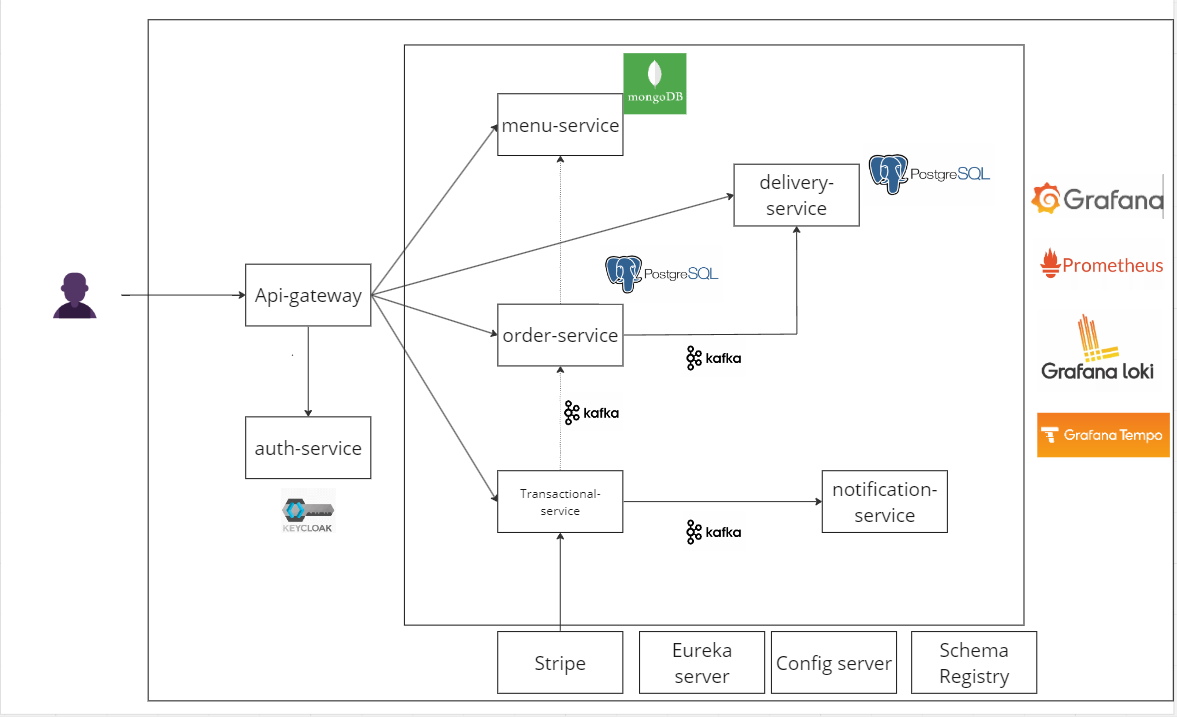 mongoDB
menu-service
delivery-
service
PostgreSQL
Grafana
PostgreSQL
Prometheus
Api-gateway
order-service
kafka
Grafana loki
kafka
auth-service
Grafana Tempo
KEYCLOAK
Transactional-
service
notification-
service
kafka
Stripe
Eureka
server
Config server
Schema
Registry